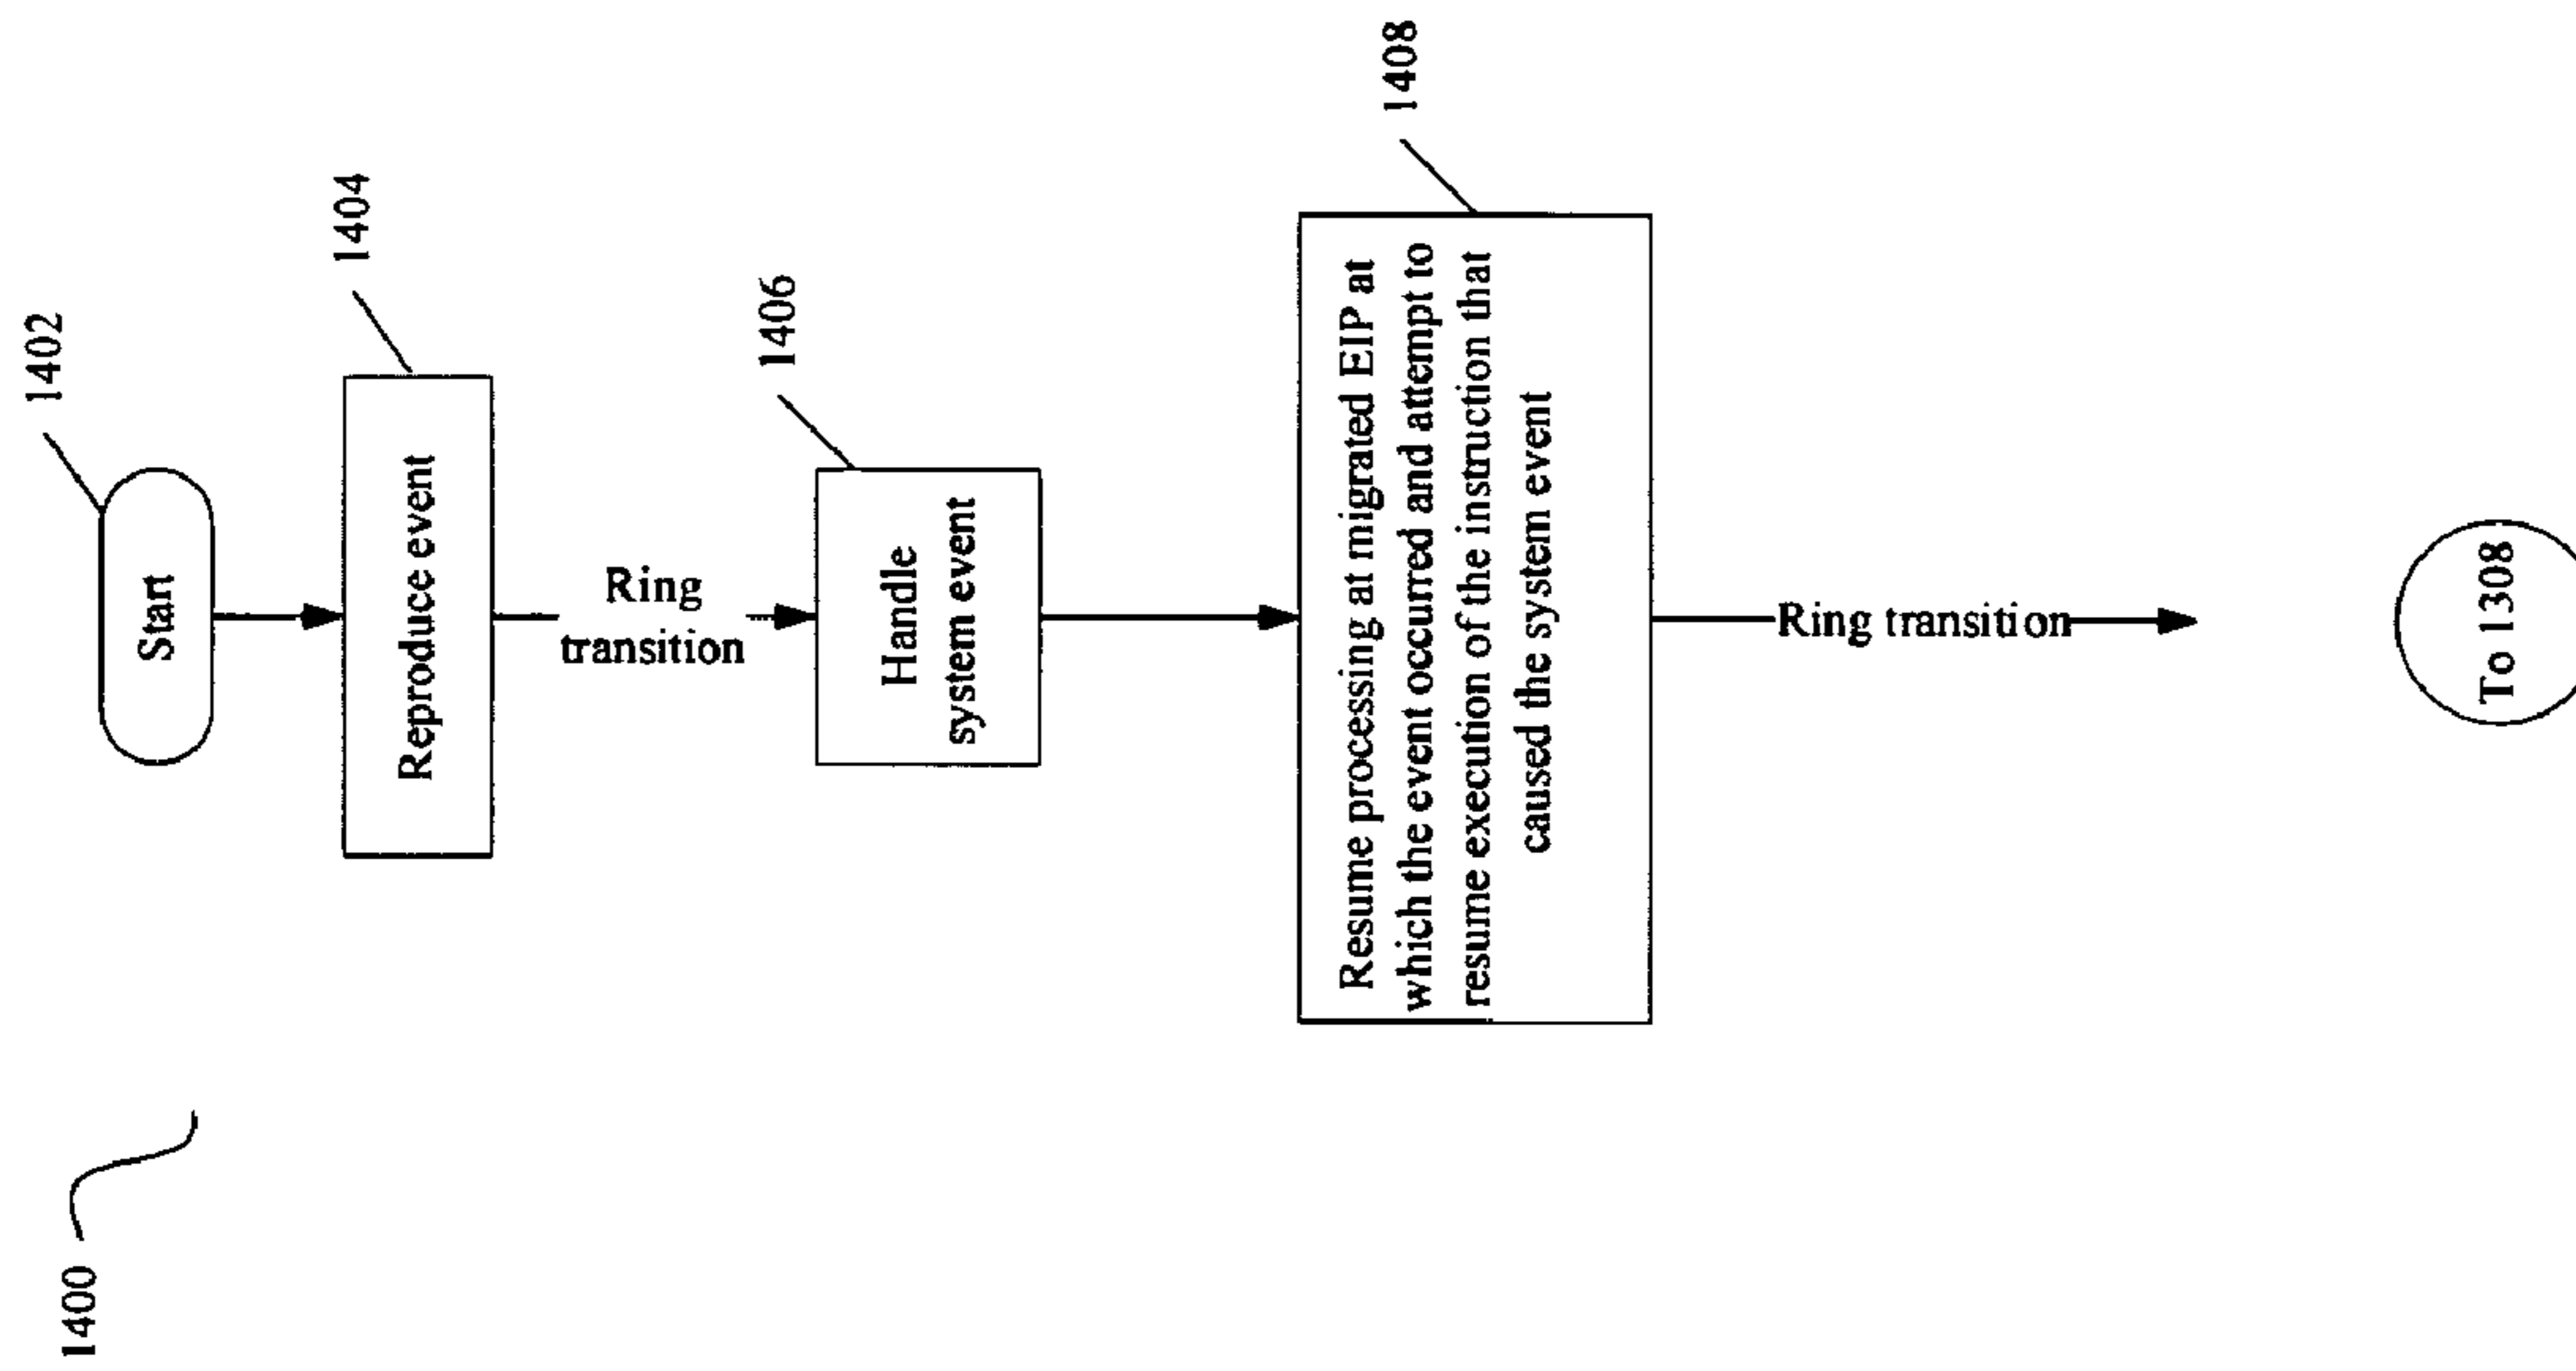 1400
1402
Start
1404
Reproduce event
Ring
transition
1406
Handle
system event
1408
Resume processing at migrated EIP at
which the event occurred and attempt to
resume execution of the instruction that
caused the system event
Ring transition
To 1308